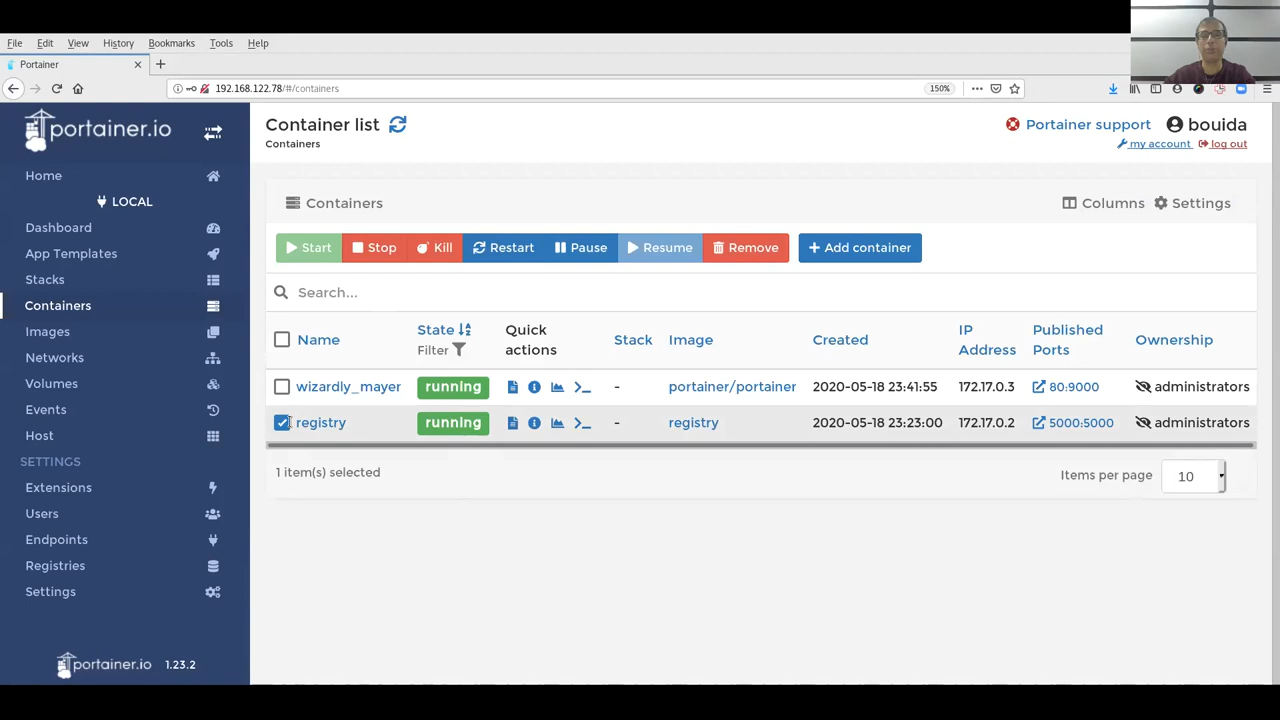 File Edit View History Bookmarks Tools Help
Portainer
192.168.122.78/#/containers 150%
portainer.io
Home
LOCAL
Dashboard
App Templates
Stacks
Containers
Images
Networks
Volumes
Events
Host
SETTINGS
Extensions
Users
Endpoints
Registries
Settings
portainer.io 1.23.2
Container list
Containers
Portainer support bouida
my account log out
Containers Columns Settings
Start Stop Kill Restart Pause Resume Remove Add container
Search...
Name State Filter Quick actions Stack Image Created IP Address Published Ports Ownership
wizardly_mayer running - portainer/portainer 2020-05-18 23:41:55 172.17.0.3 80:9000 administrators
registry running - registry 2020-05-18 23:23:00 172.17.0.2 5000:5000 administrators
1 item(s) selected Items per page 10